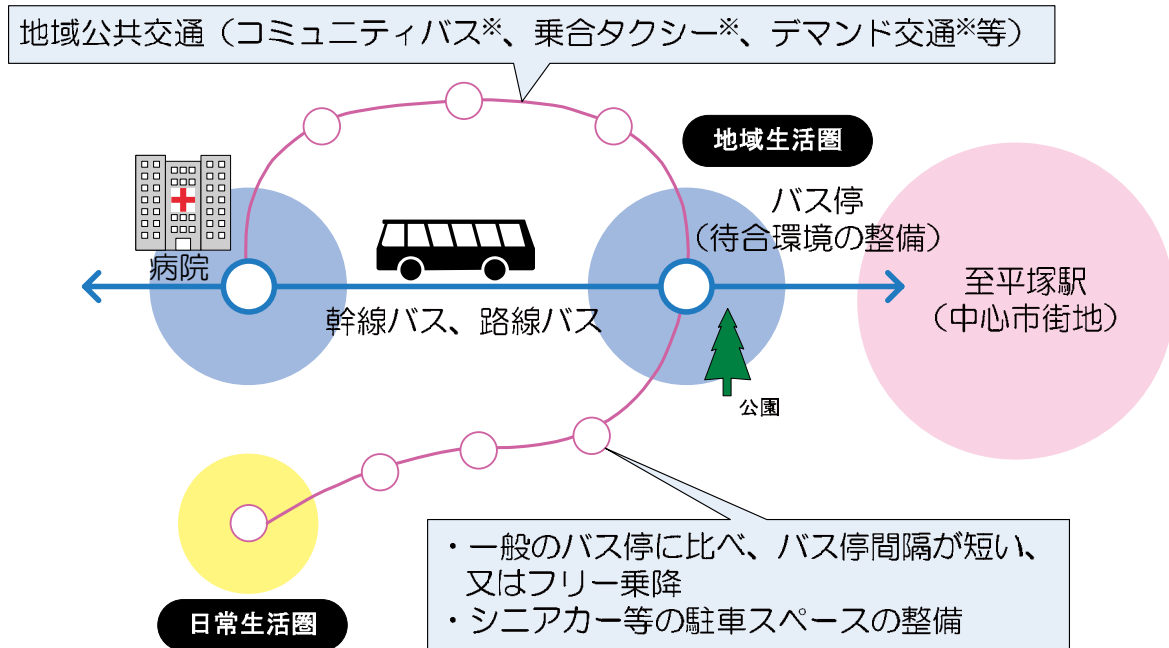 地域公共交通（コミュニティバス※、乗合タクシー※、デマンド交通※等）
地域生活圏
バス停
（待合環境の整備）
病院
幹線バス、路線バス
至平塚駅
（中心市街地）
公園
・一般のバス停に比べ、バス停間隔が短い、
又はフリー乗降
・シニアカー等の駐車スペースの整備
日常生活圏